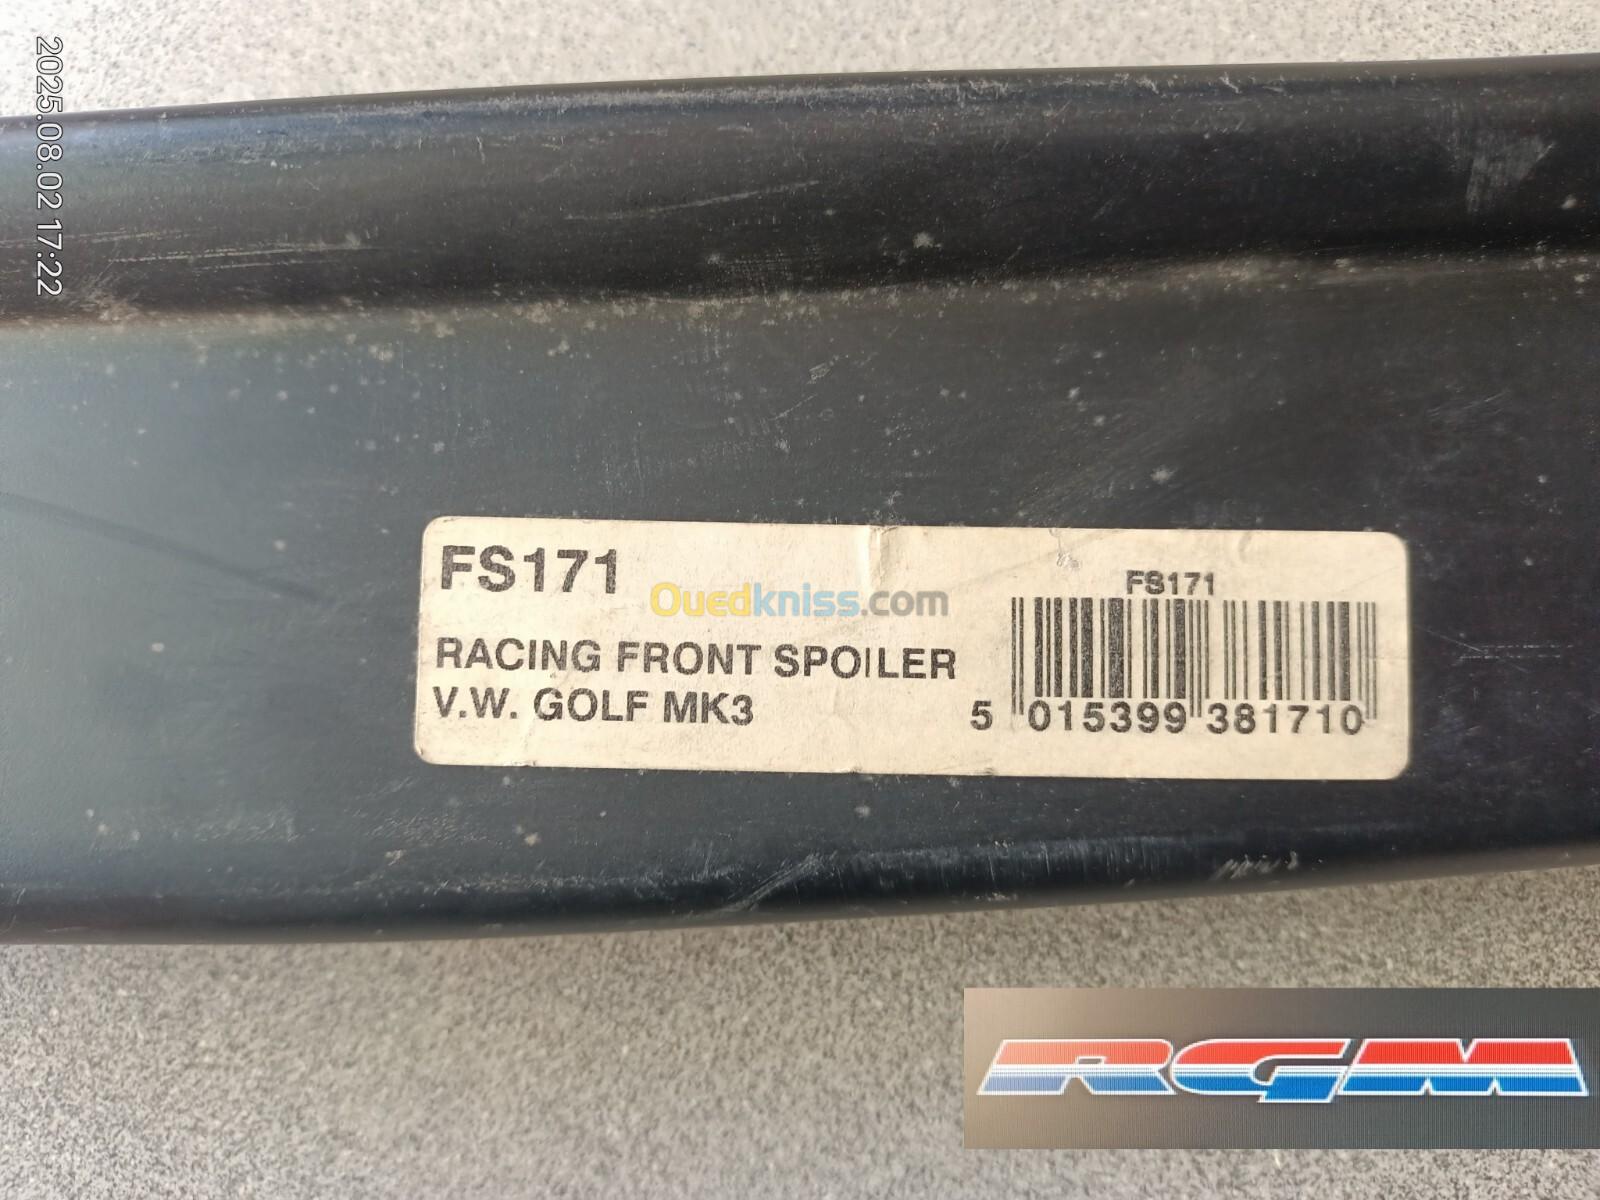 2025.08.02 17:22
FS171
Ouedkniss.com
FS171
RACING FRONT SPOILER
V.W. GOLF MK3
5 015399 381710
RGM